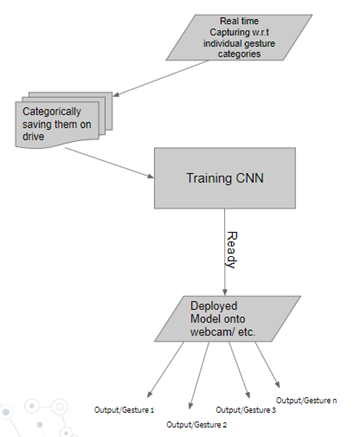 Real time
Capturing w.r.t
individual gesture
categories
Categorically
saving them on
drive
Training CNN
Ready
Deployed
Model onto
webcam/ etc.
Output/Gesture 1
Output/Gesture 2
Output/Gesture 3
Output/Gesture n